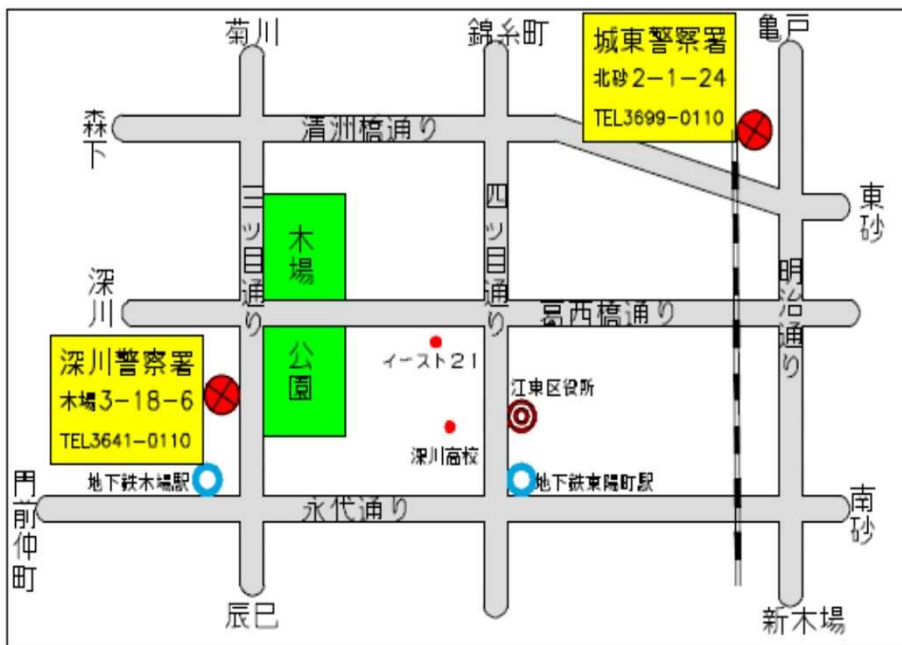 菊川
錦糸町
城東警察署
北砂2-1-24
TEL3699-0110
亀戸
森下
清洲橋通り
東砂
三ッ目通り
四ッ目通り
明治通り
木場
公園
深川
葛西橋通り
イースト21
深川警察署
木場3-18-6
TEL3641-0110
江東区役所
深川高校
地下鉄木場駅
地下鉄東陽町駅
門前仲町
永代通り
南砂
辰巳
新木場